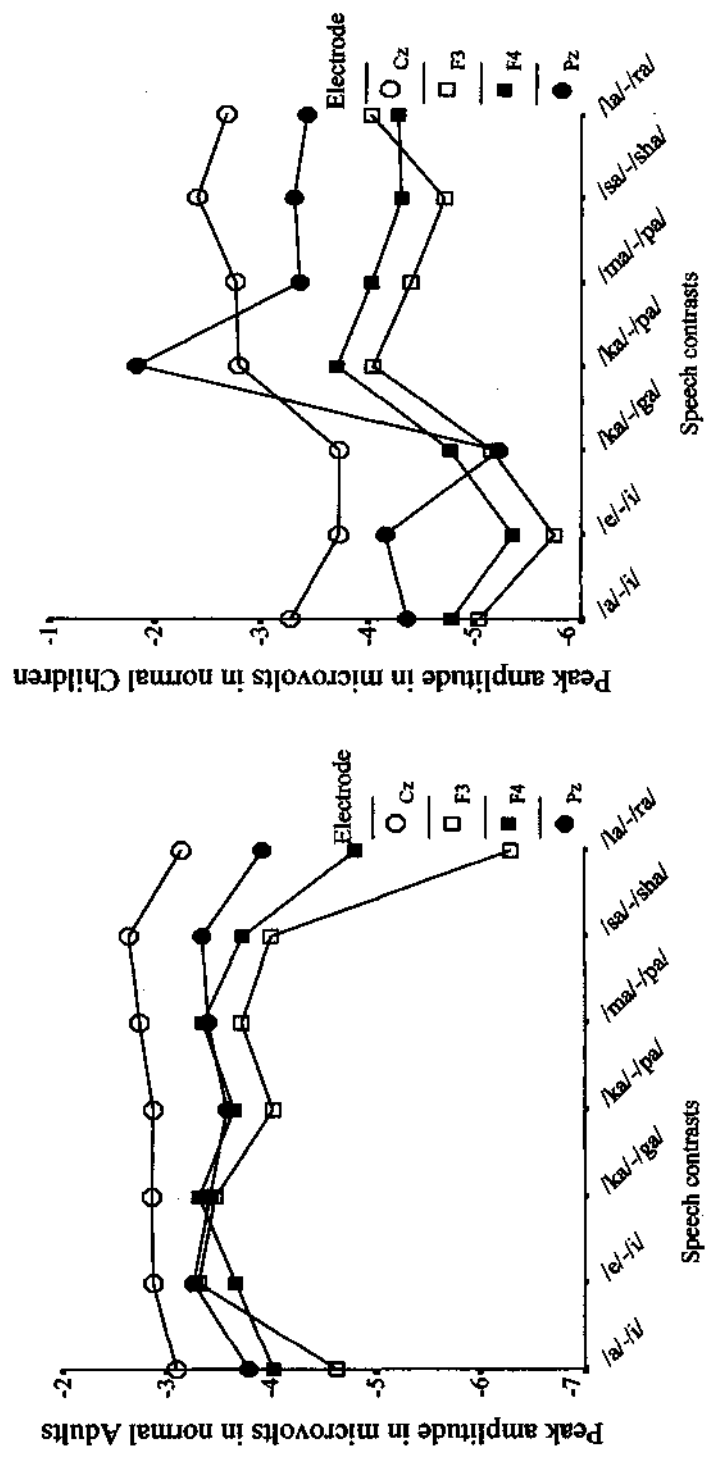 Peak amplitude in microvolts in normal Adults
-2
-3
-4
-5
-6
-7
/a/-/i/
/e/-/i/
/ka/-/ga/
/ka/-/pa/
/ma/-/pa/
/sa/-/sha/
/la/-/ra/
Speech contrasts
Electrode
Cz
F3
F4
Pz
Peak amplitude in microvolts in normal Children
-1
-2
-3
-4
-5
-6
/a/-/i/
/e/-/i/
/ka/-/ga/
/ka/-/pa/
/ma/-/pa/
/sa/-/sha/
/la/-/ra/
Speech contrasts
Electrode
Cz
F3
F4
Pz